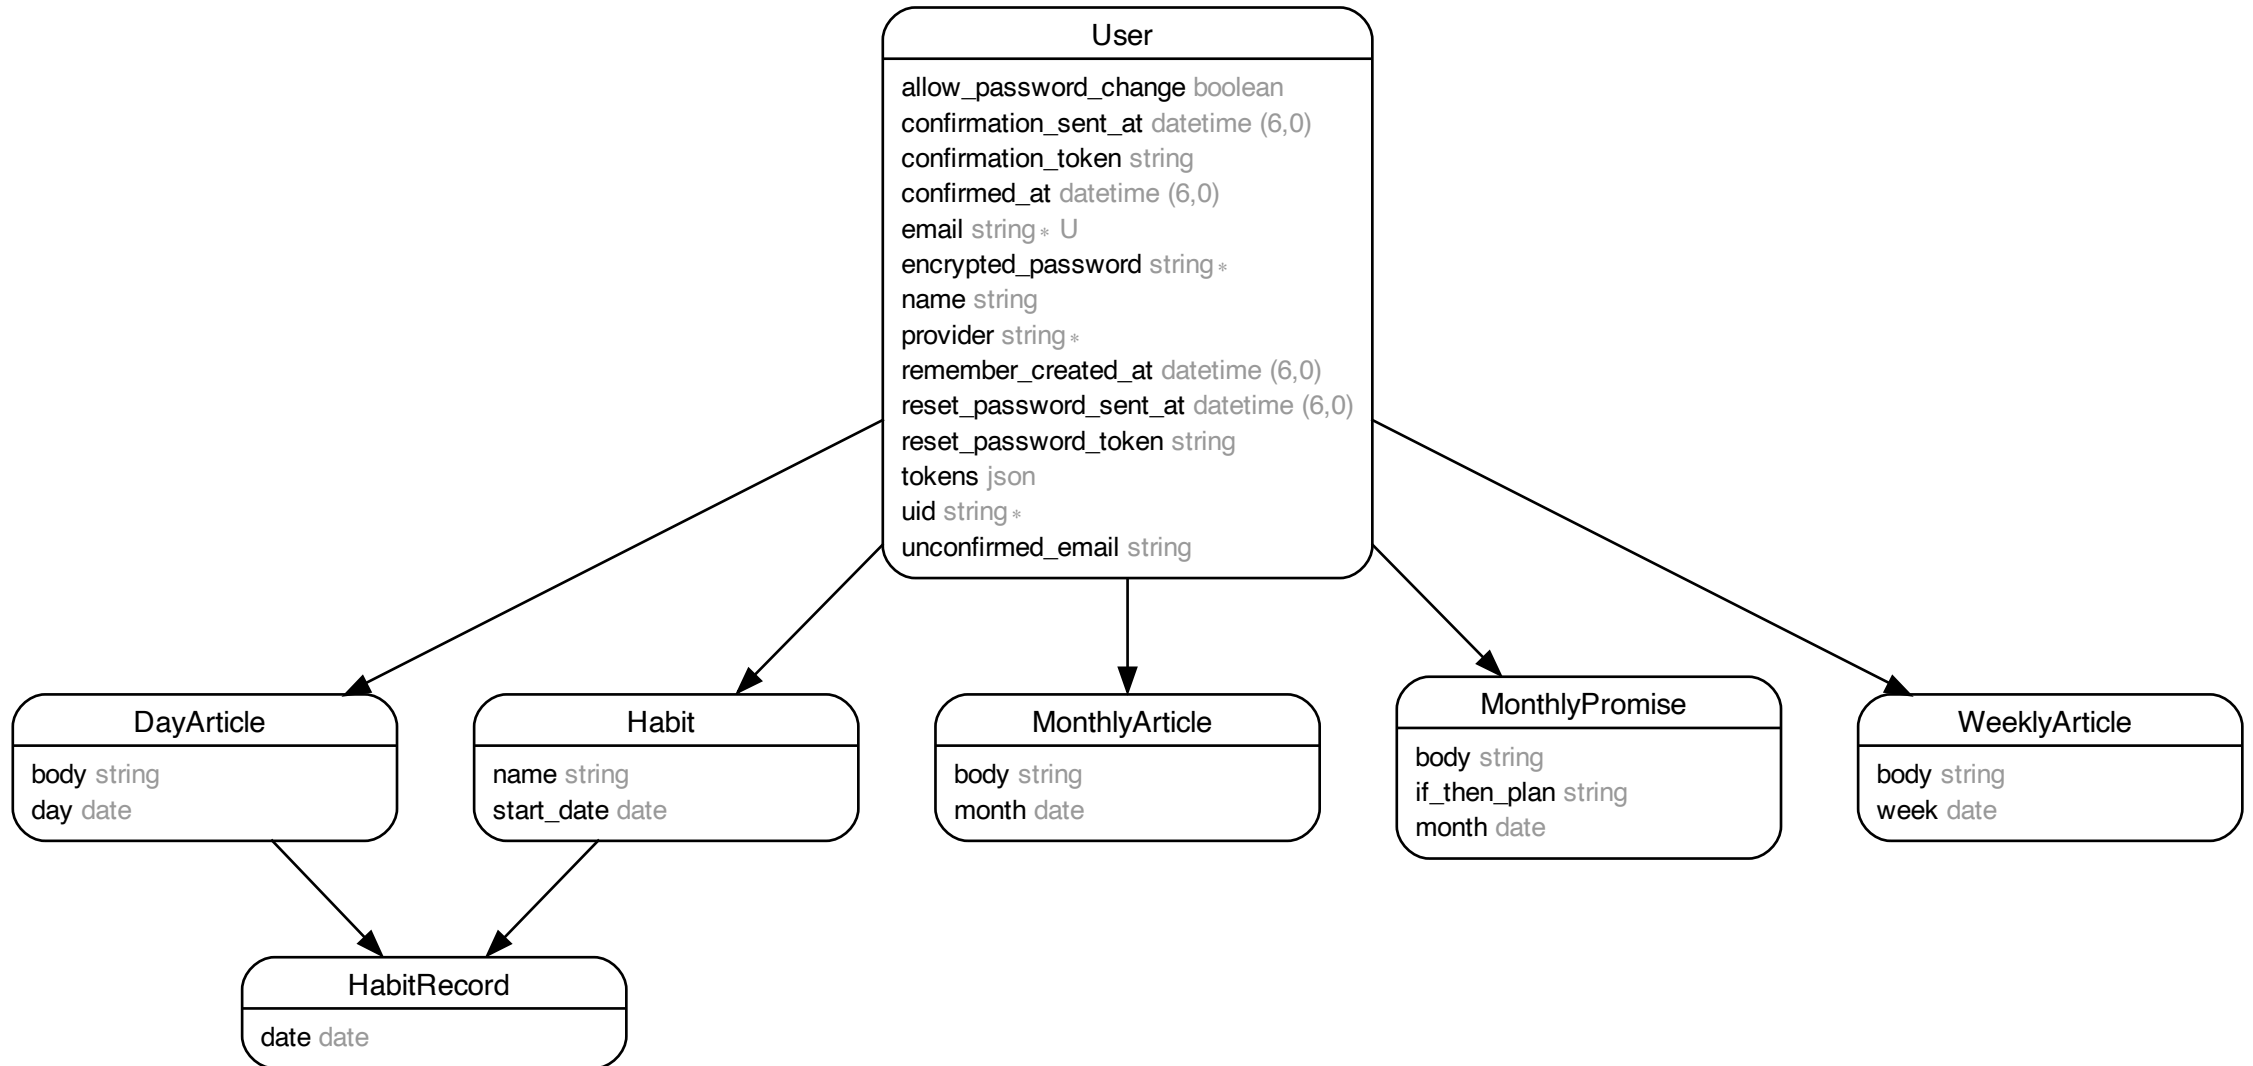 User
allow_password_change boolean
confirmation_sent_at datetime (6,0)
confirmation_token string
confirmed_at datetime (6,0)
email string* U
encrypted_password string*
name string
provider string*
remember_created_at datetime (6,0)
reset_password_sent_at datetime (6,0)
reset_password_token string
tokens json
uid string*
unconfirmed_email string
DayArticle
body string
day date
Habit
name string
start_date date
MonthlyArticle
body string
month date
MonthlyPromise
body string
if_then_plan string
month date
WeeklyArticle
body string
week date
HabitRecord
date date